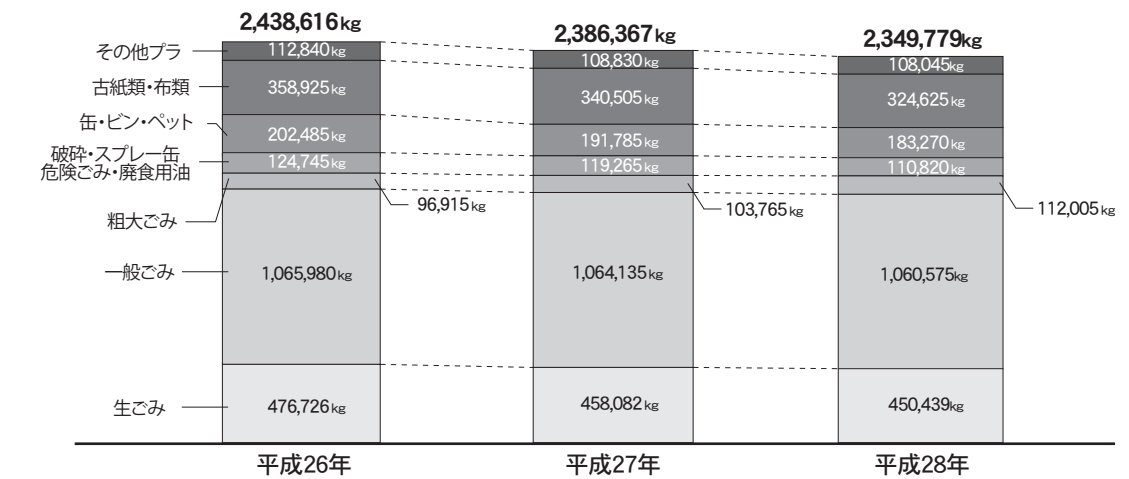 2,438,616kg
2,386,367kg
2,349,779kg
その他プラ
112,840kg
108,830kg
108,045kg
古紙類・布類
358,925kg
340,505kg
324,625kg
缶・ビン・ペット
202,485kg
191,785kg
183,270kg
破砕・スプレー缶
危険ごみ・廃食用油
124,745kg
119,265kg
110,820kg
粗大ごみ
96,915kg
103,765kg
112,005kg
一般ごみ
1,065,980kg
1,064,135kg
1,060,575kg
生ごみ
476,726kg
458,082kg
450,439kg
平成26年
平成27年
平成28年